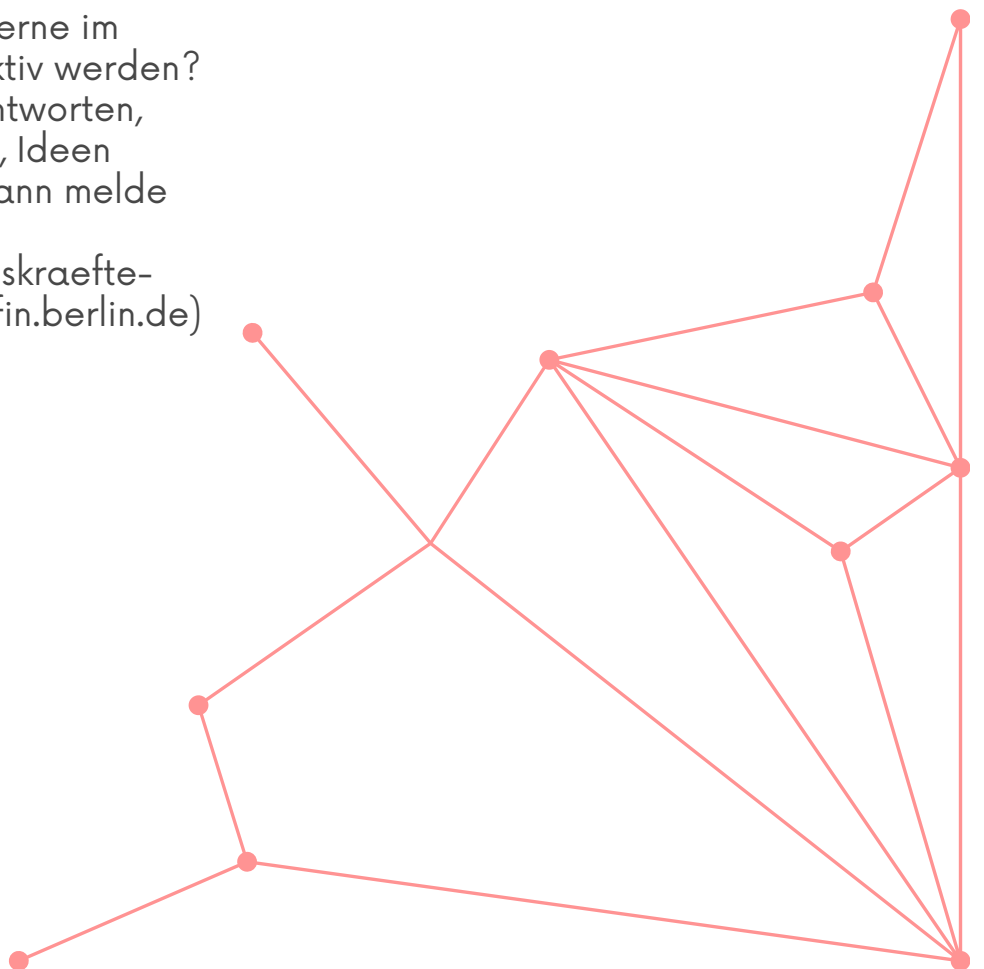 erne im
ktiv werden?
ntworten,
, Ideen
ann melde
skraefte-
fin.berlin.de)